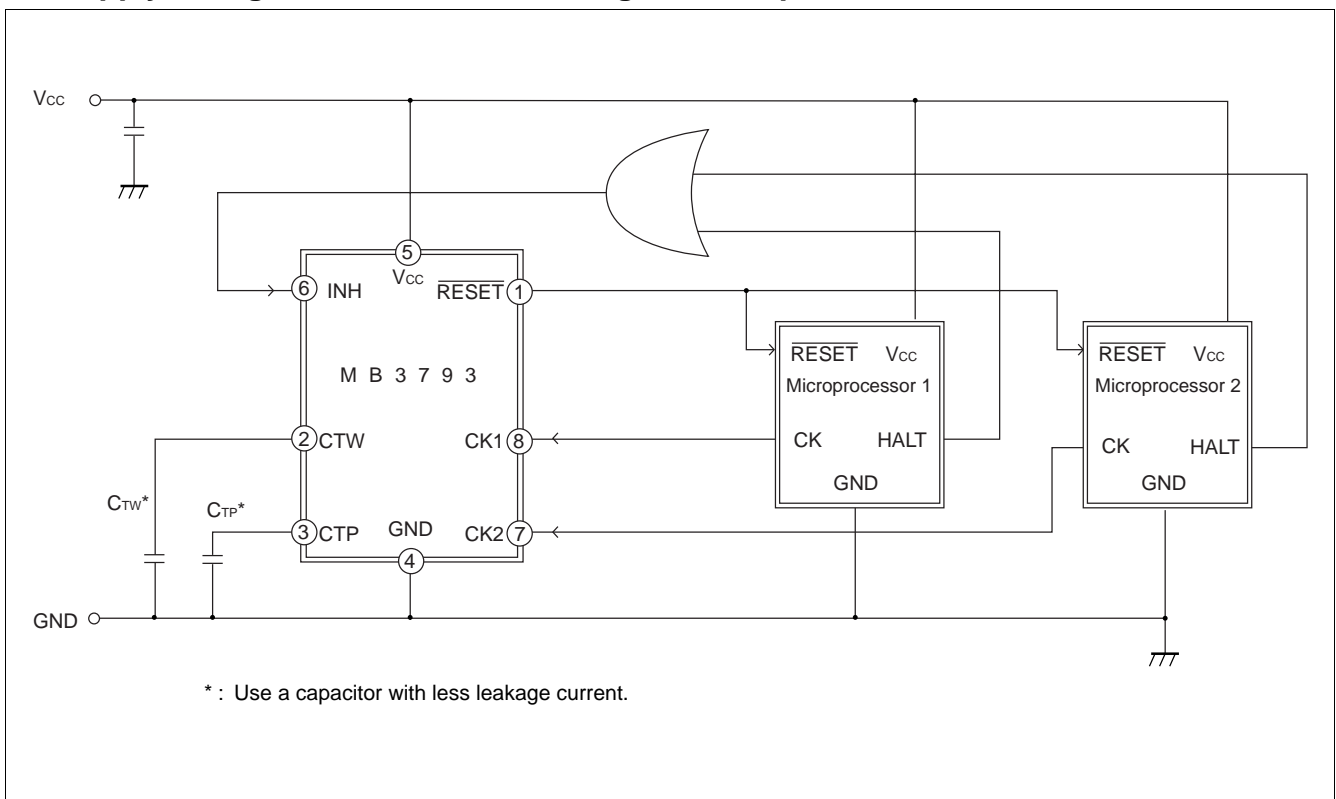 Vcc
5
Vcc
6 INH
RESET 1
RESET Vcc
Microprocessor 1
RESET Vcc
Microprocessor 2
M B 3 7 9 3
2 CTW
CK1 8
CK HALT
CK HALT
GND
GND
CTW*
CTP*
3 CTP
GND
CK2 7
4
GND
* : Use a capacitor with less leakage current.